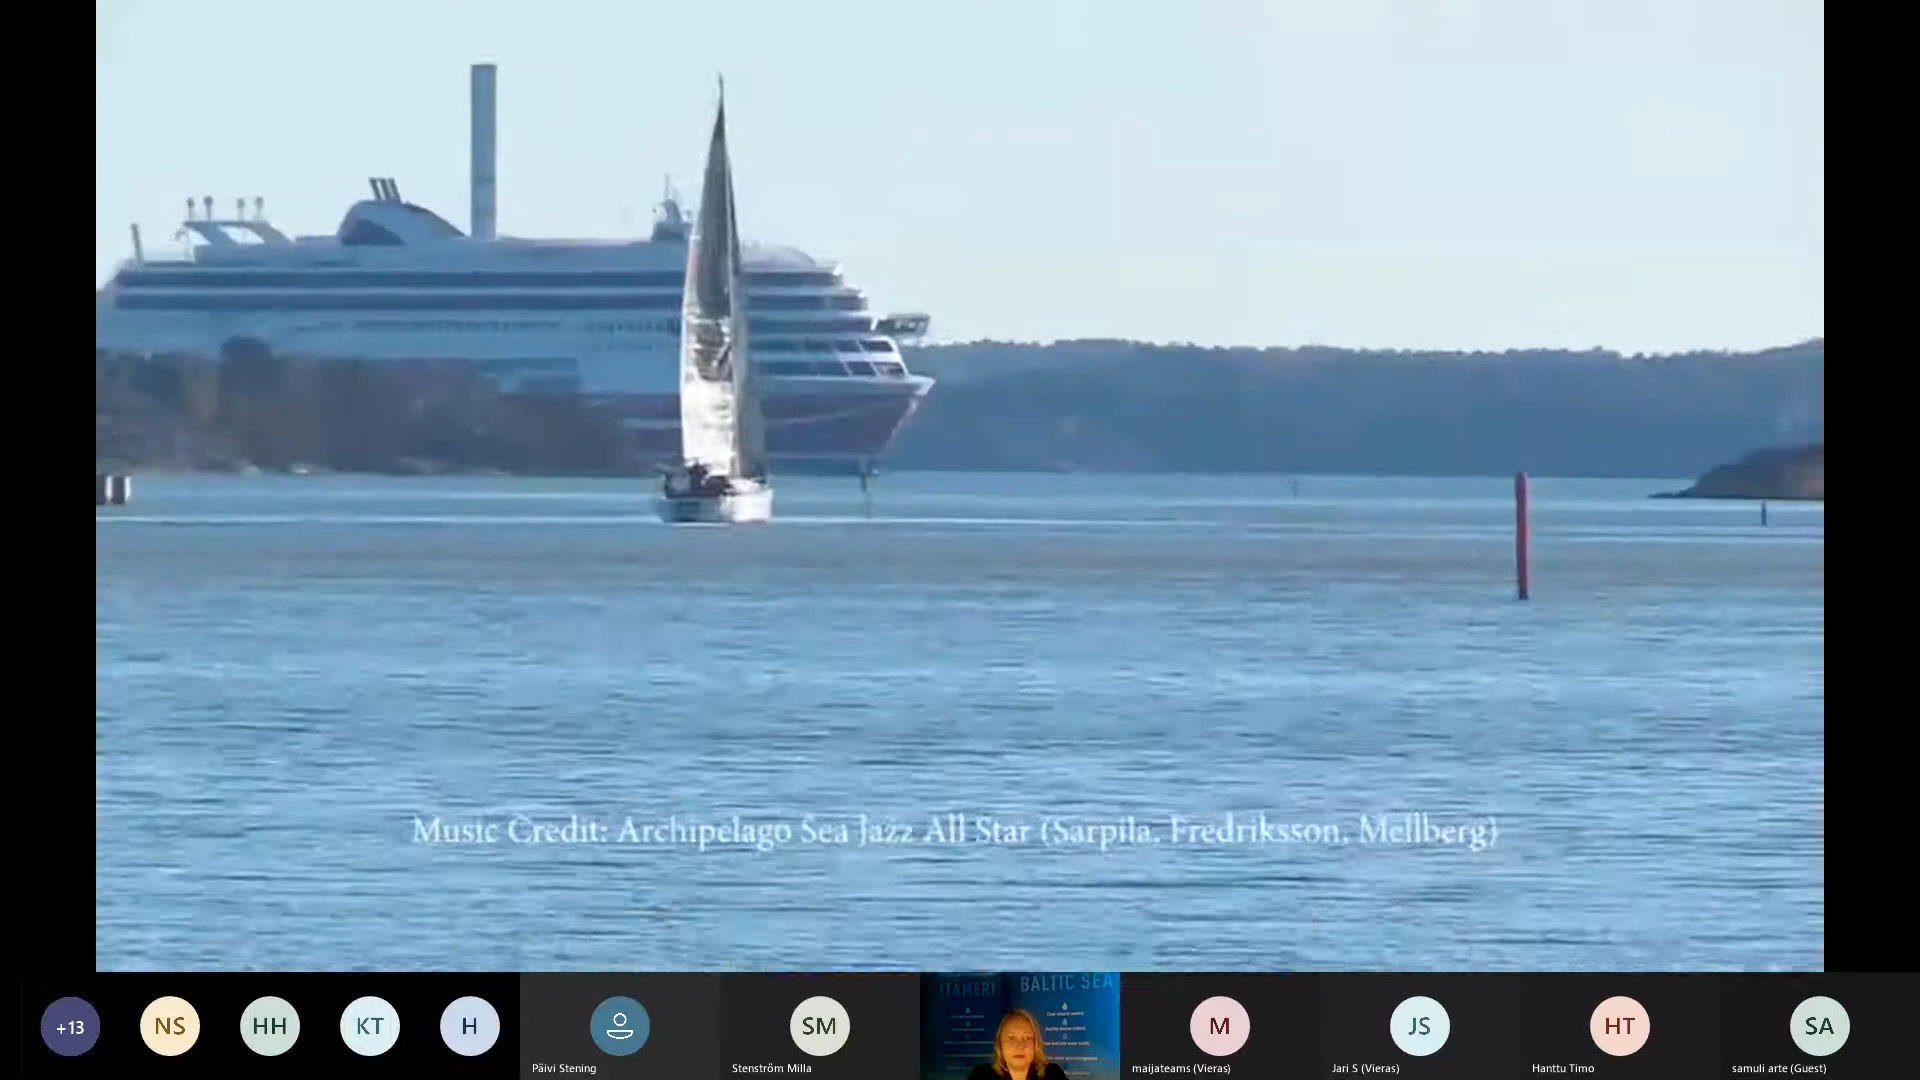 Music Credit: Archipelago Sea Jazz All Star (Sarpila, Fredriksson, Mellberg)
ITÄMERI
BALTIC SEA
+13
NS
HH
KT
H
SM
M
JS
HT
SA
Päivi Stening
Stenström Milla
maijateams (Vieras)
Jari S (Vieras)
Hanttu Timo
samuli arte (Guest)